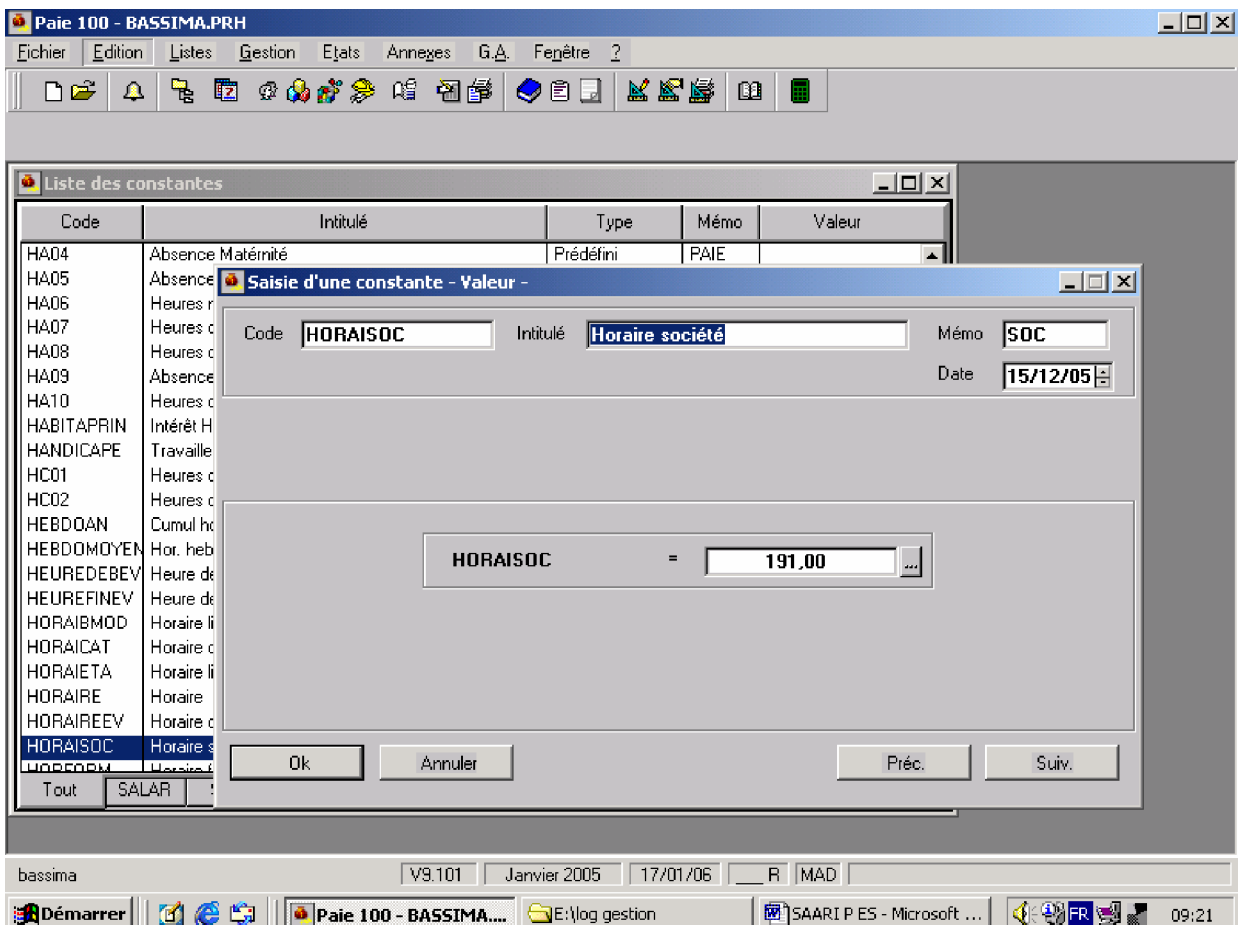 Paie 100 - BASSIMA.PRH
Fichier Edition Listes Gestion Etats Annexes G.A. Fenêtre ?
Liste des constantes
Code Intitulé Type Mémo Valeur
HA04 Absence Matérnité Prédéfini PAIE
HA05 Absence
HA06 Heures r
HA07 Heures
HA08 Heures
HA09 Absence
HA10 Heures
HABITAPRIN Intérêt H
HANDICAPE Travaille
HC01 Heures
HC02 Heures
HEBDOAN Cumul
HEBDOMOYEN Hor. heb
HEUREDEBEV Heure de
HEUREFINEV Heure de
HORAIBMOD Horaire li
HORAICAT Horaire
HORAIETA Horaire li
HORAIRE Horaire
HORAIREEV Horaire
HORAISOC Horaire s
Tout SALAR
Saisie d'une constante - Valeur -
Code HORAISOC Intitulé Horaire société Mémo SOC
Date 15/12/05
HORAISOC = 191,00 ...
Ok Annuler Préc. Suiv.
bassima V9.101 Janvier 2005 17/01/06 ___ R MAD
Démarrer Paie 100 - BASSIMA.... E:\log gestion SAARI P ES - Microsoft ... FR 09:21